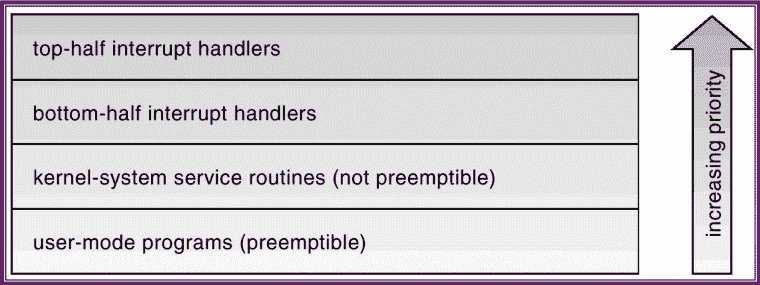 top-half interrupt handlers
bottom-half interrupt handlers
kernel-system service routines (not preemptible)
user-mode programs (preemptible)
increasing priority